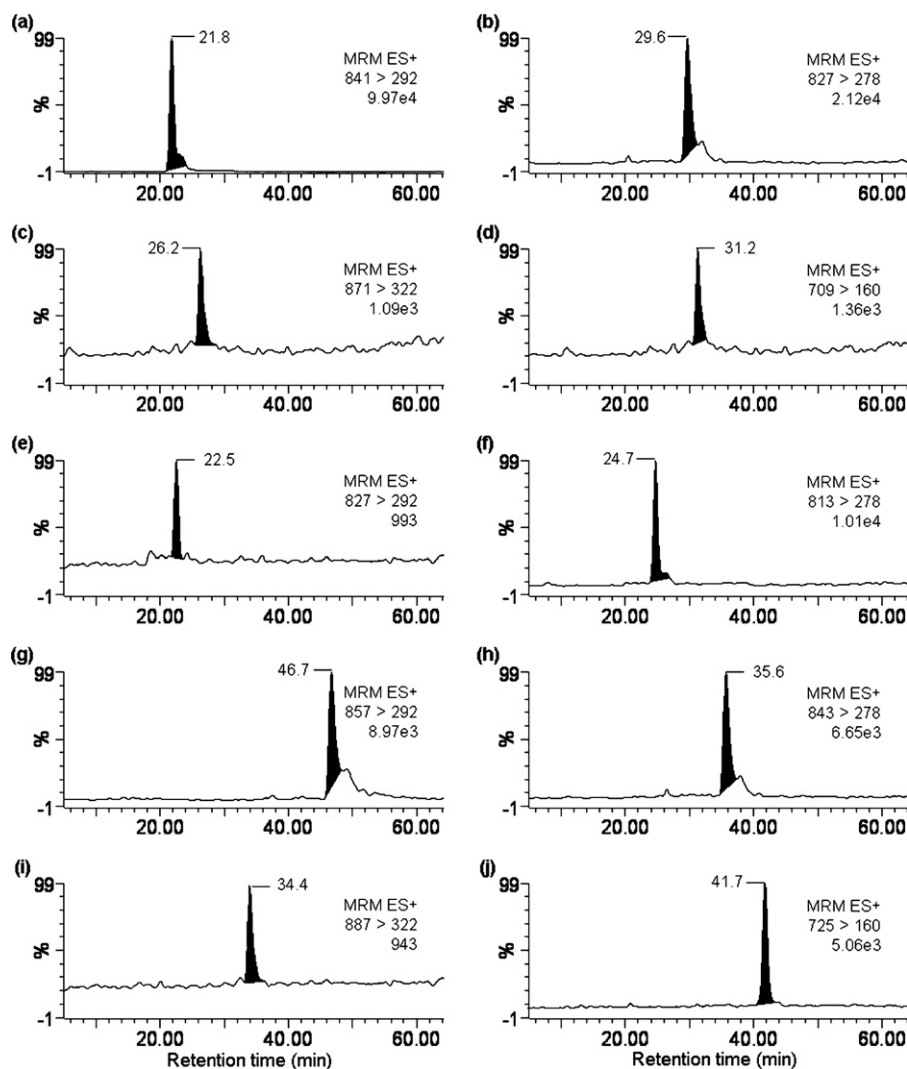 (a)
99
%
-1
21.8
MRM ES+
841 > 292
9.97e4
20.00 40.00 60.00
(b)
99
%
-1
29.6
MRM ES+
827 > 278
2.12e4
20.00 40.00 60.00
(c)
99
%
-1
26.2
MRM ES+
871 > 322
1.09e3
20.00 40.00 60.00
(d)
99
%
-1
31.2
MRM ES+
709 > 160
1.36e3
20.00 40.00 60.00
(e)
99
%
-1
22.5
MRM ES+
827 > 292
993
20.00 40.00 60.00
(f)
99
%
-1
24.7
MRM ES+
813 > 278
1.01e4
20.00 40.00 60.00
(g)
99
%
-1
46.7
MRM ES+
857 > 292
8.97e3
20.00 40.00 60.00
(h)
99
%
-1
35.6
MRM ES+
843 > 278
6.65e3
20.00 40.00 60.00
(i)
99
%
-1
34.4
MRM ES+
887 > 322
943
20.00 40.00 60.00
Retention time (min)
(j)
99
%
-1
41.7
MRM ES+
725 > 160
5.06e3
20.00 40.00 60.00
Retention time (min)